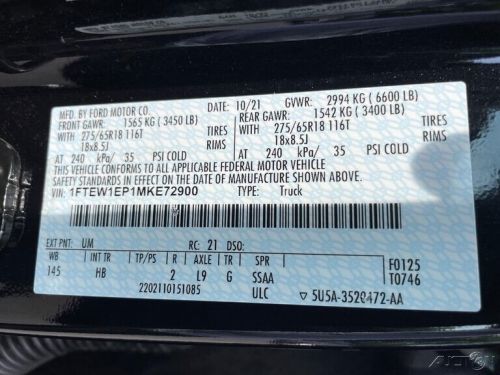 MFD. BY FORD MOTOR CO.
DATE: 10/21 GVWR: 2994 KG ( 6600 LB)
FRONT GAWR: 1565 KG ( 3450 LB) REAR GAWR: 1542 KG ( 3400 LB)
WITH 275/65R18 116T TIRES WITH 275/65R18 116T TIRES
18x8.5J RIMS 18x8.5J RIMS
AT 240 kPa/ 35 PSI COLD AT 240 kPa/ 35 PSI COLD
THIS VEHICLE CONFORMS TO ALL APPLICABLE FEDERAL MOTOR VEHICLE
SAFETY STANDARDS IN EFFECT ON THE DATE OF MANUFACTURE SHOWN ABOVE.
VIN: 1FTEW1EP1MKE72900 TYPE: Truck
EXT PNT: UM RC: 21 DSO:
WB INT TR TP/PS R AXLE TR SPR
145 HB 2 L9 G SSAA
F0125
T0746
2202110151085 ULC 5U5A-3520472-AA